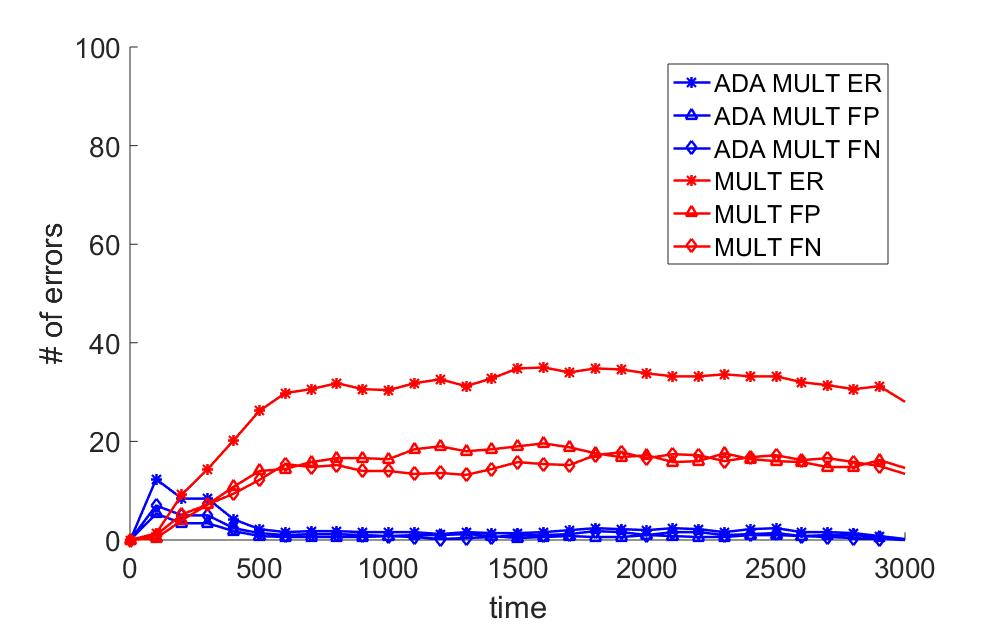 100
80
60
40
20
0
# of errors
ADA MULT ER
ADA MULT FP
ADA MULT FN
MULT ER
MULT FP
MULT FN
0 500 1000 1500 2000 2500 3000
time